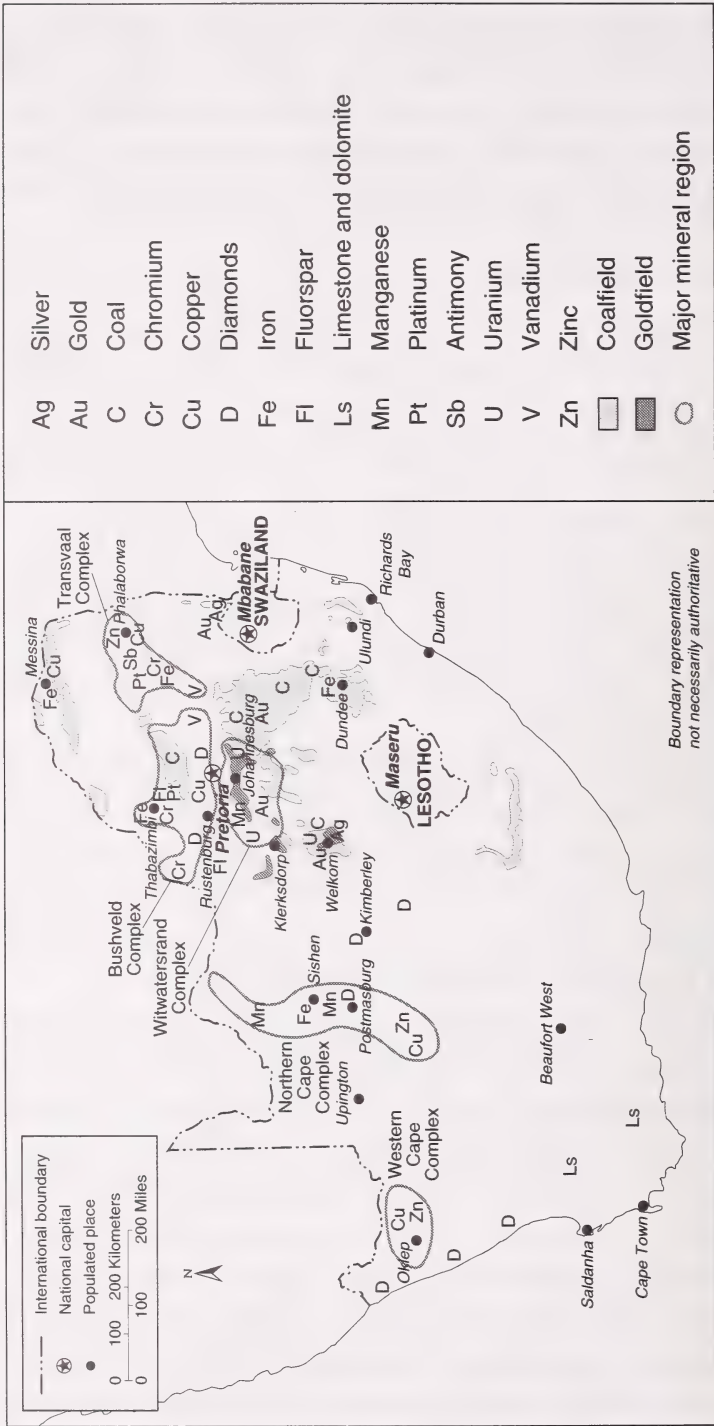 International boundary
National capital
Populated place
0 100 200 Kilometers
0 100 200 Miles
N
Transvaal
Complex
Messina
Fe Cu
Zn
Phalaborwa
Sb
Cu
Pt
Cr
Fe
V
Bushveld
Complex
Thabazimbi
Fe
Cr
Fl
Pt
C
V
Cr
D
Cu
D
Rustenburg
Fl
Pretoria
Witwatersrand
Complex
Mn
U
U
Johannesburg
Au
Klerksdorp
C
Au
C
C
Au
Ag
Mbabane
SWAZILAND
U
C
Au
Ag
Welkom
Fe
Dundee
Ulundi
Richards
Bay
Durban
Maseru
LESOTHO
D
Kimberley
D
Northern
Cape
Complex
Mn
Sishen
Fe
Mn
D
Postmasburg
Cu
Zn
Upington
Western
Cape
Complex
Cu
Zn
Okiep
D
D
D
Beaufort West
Ls
Ls
Saldanha
Cape Town
Boundary representation
not necessarily authoritative
Ag Silver
Au Gold
C Coal
Cr Chromium
Cu Copper
D Diamonds
Fe Iron
Fl Fluorspar
Ls Limestone and dolomite
Mn Manganese
Pt Platinum
Sb Antimony
U Uranium
V Vanadium
Zn Zinc
Coalfield
Goldfield
Major mineral region